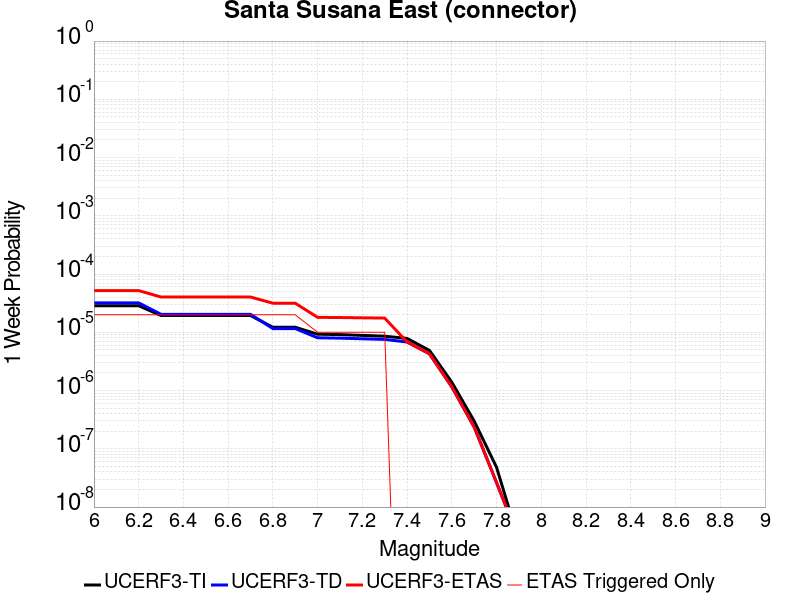 Santa Susana East (connector)
10^0
10^-1
10^-2
10^-3
10^-4
10^-5
10^-6
10^-7
10^-8
1 Week Probability
6 6.2 6.4 6.6 6.8 7 7.2 7.4 7.6 7.8 8 8.2 8.4 8.6 8.8 9
Magnitude
UCERF3-TI UCERF3-TD UCERF3-ETAS ETAS Triggered Only